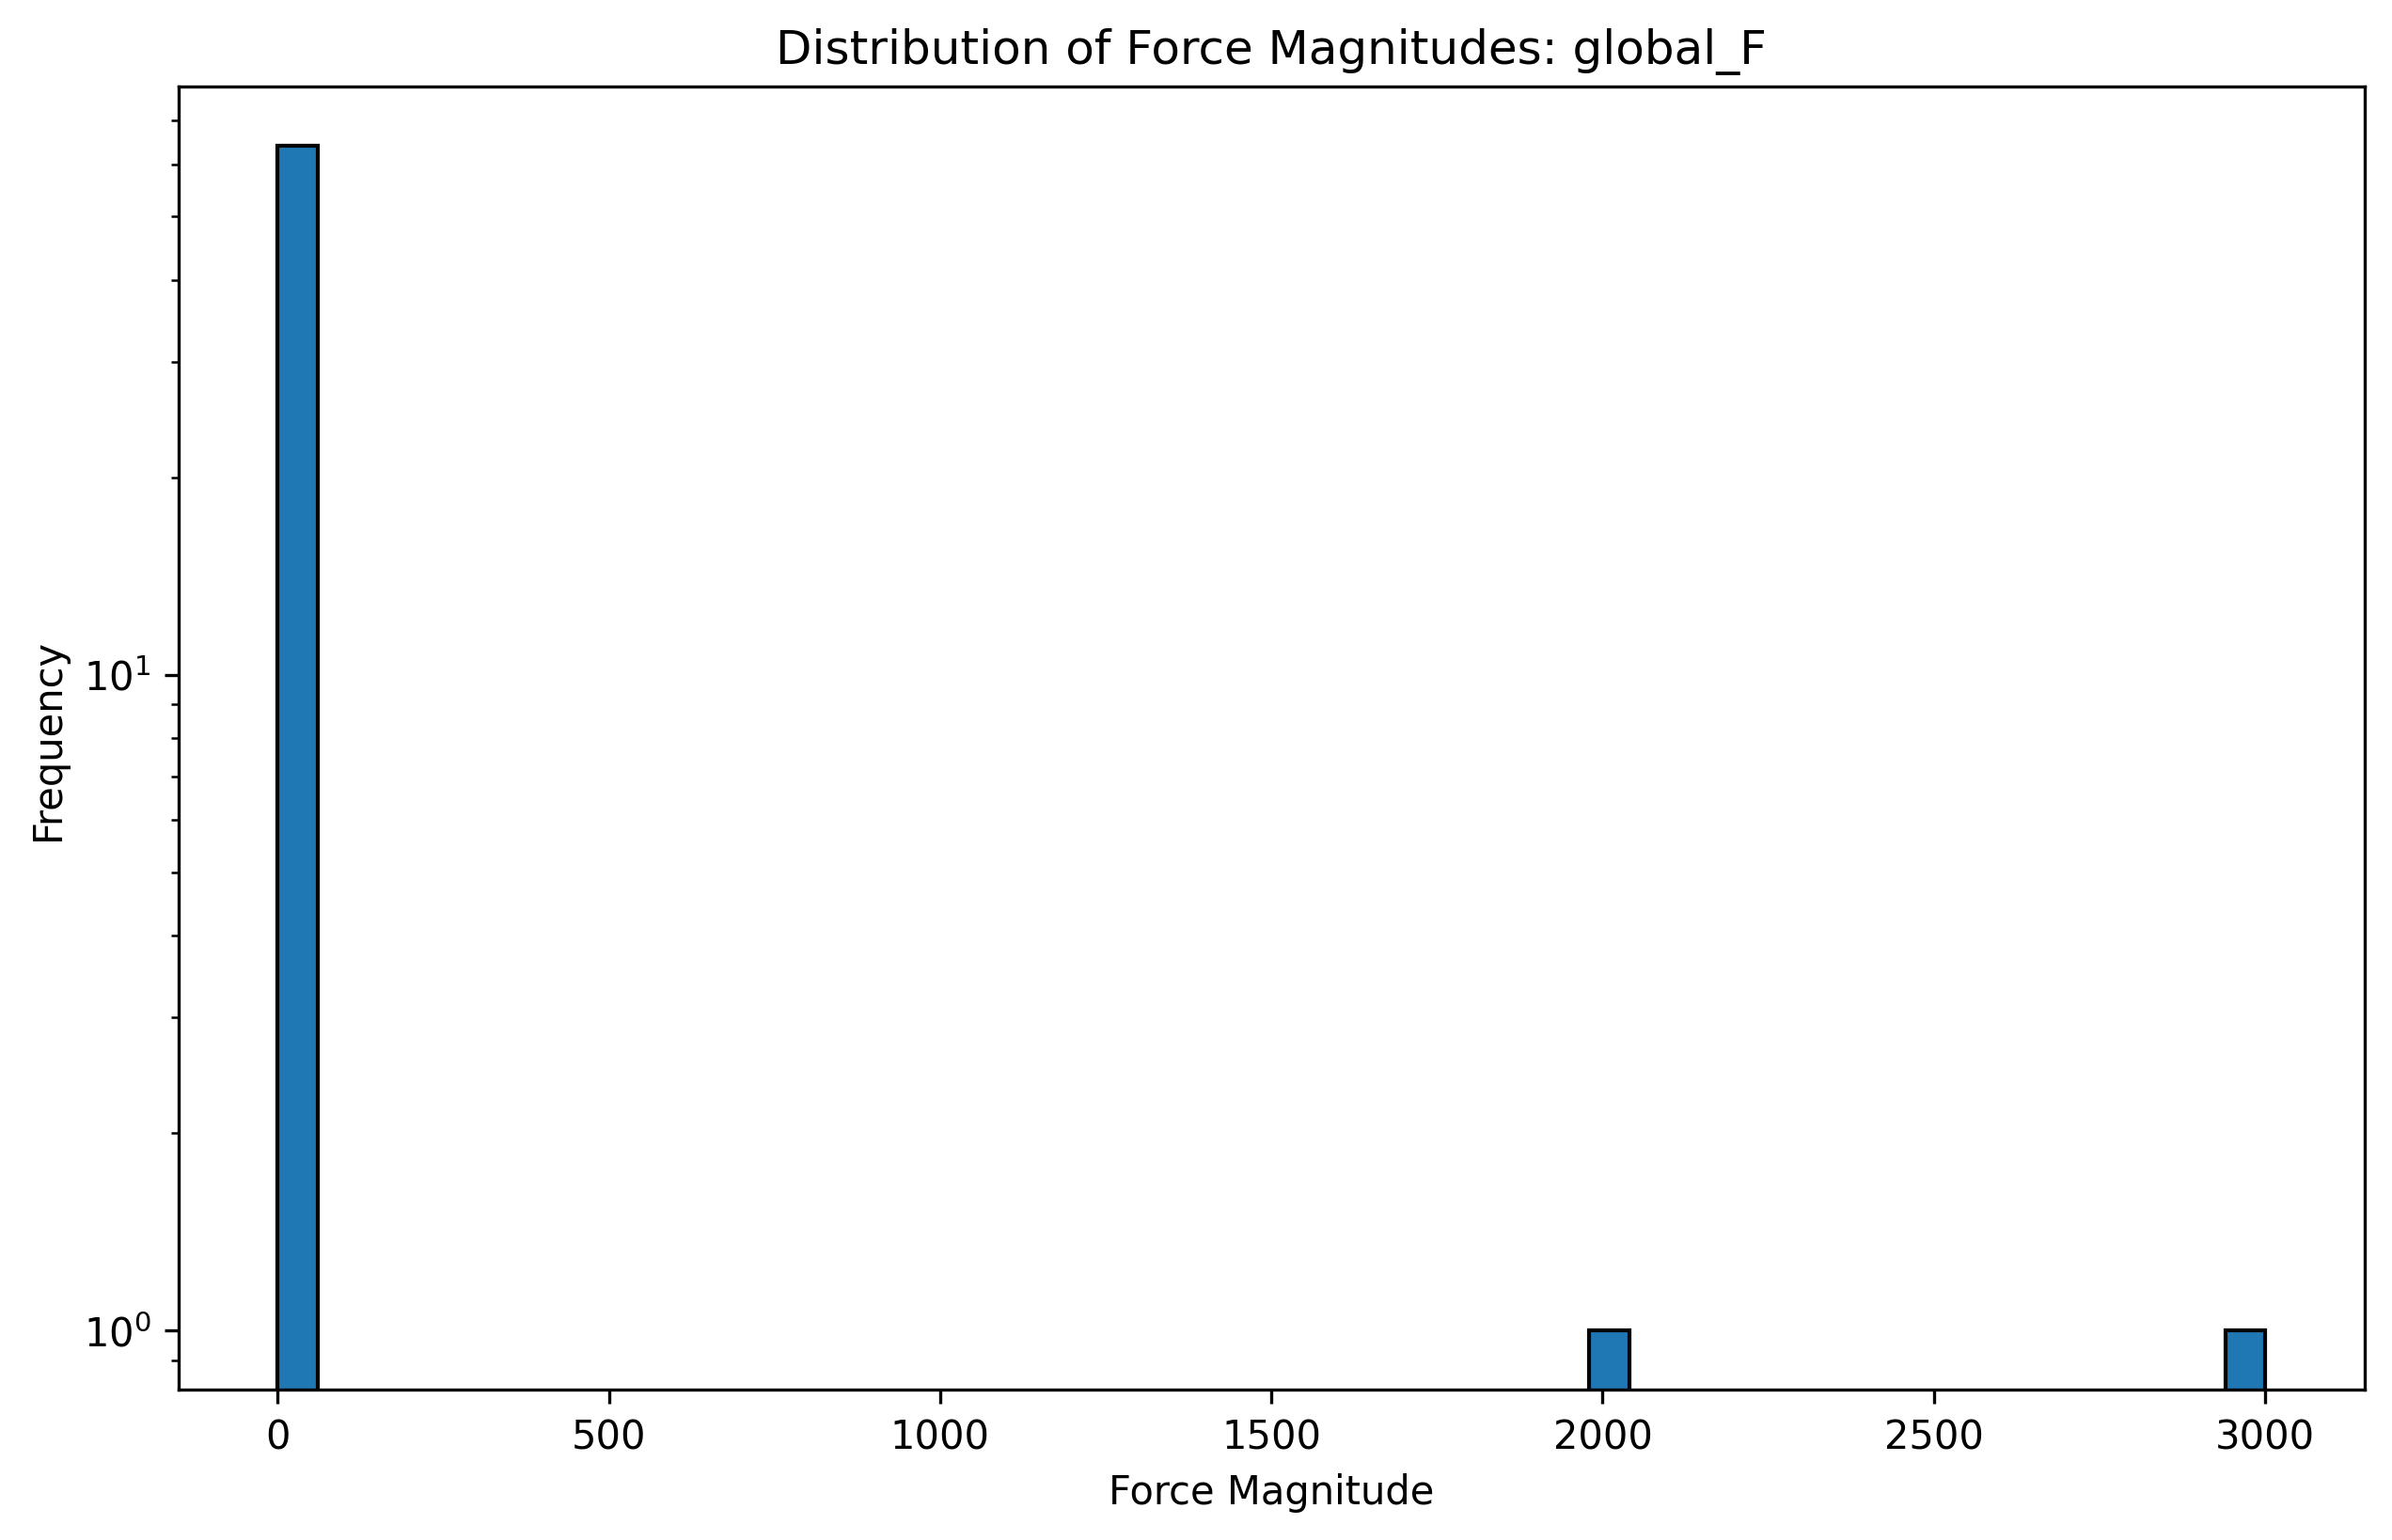 Distribution of Force Magnitudes: global_F
Frequency
10¹
10⁰
0 500 1000 1500 2000 2500 3000
Force Magnitude